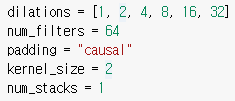 dilations = [1, 2, 4, 8, 16, 32]
num_filters = 64
padding = "causal"
kernel_size = 2
num_stacks = 1